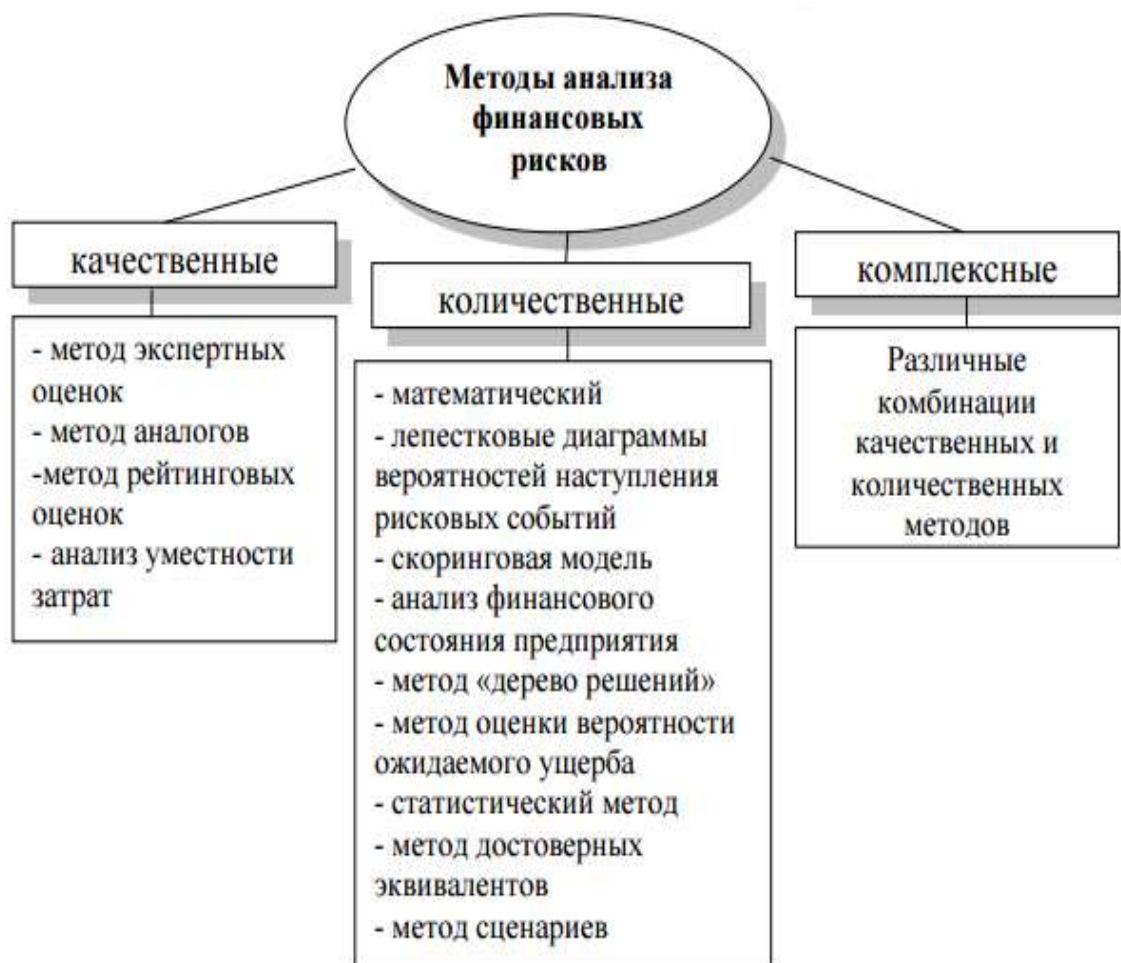 Методы анализа
финансовых
рисков
качественные
- метод экспертных
оценок
- метод аналогов
-метод рейтинговых
оценок
- анализ уместности
затрат
количественные
- математический
- лепестковые диаграммы
вероятностей наступления
рисковых событий
- скоринговая модель
- анализ финансового
состояния предприятия
- метод «дерево решений»
- метод оценки вероятности
ожидаемого ущерба
- статистический метод
- метод достоверных
эквивалентов
- метод сценариев
комплексные
Различные
комбинации
качественных и
количественных
методов